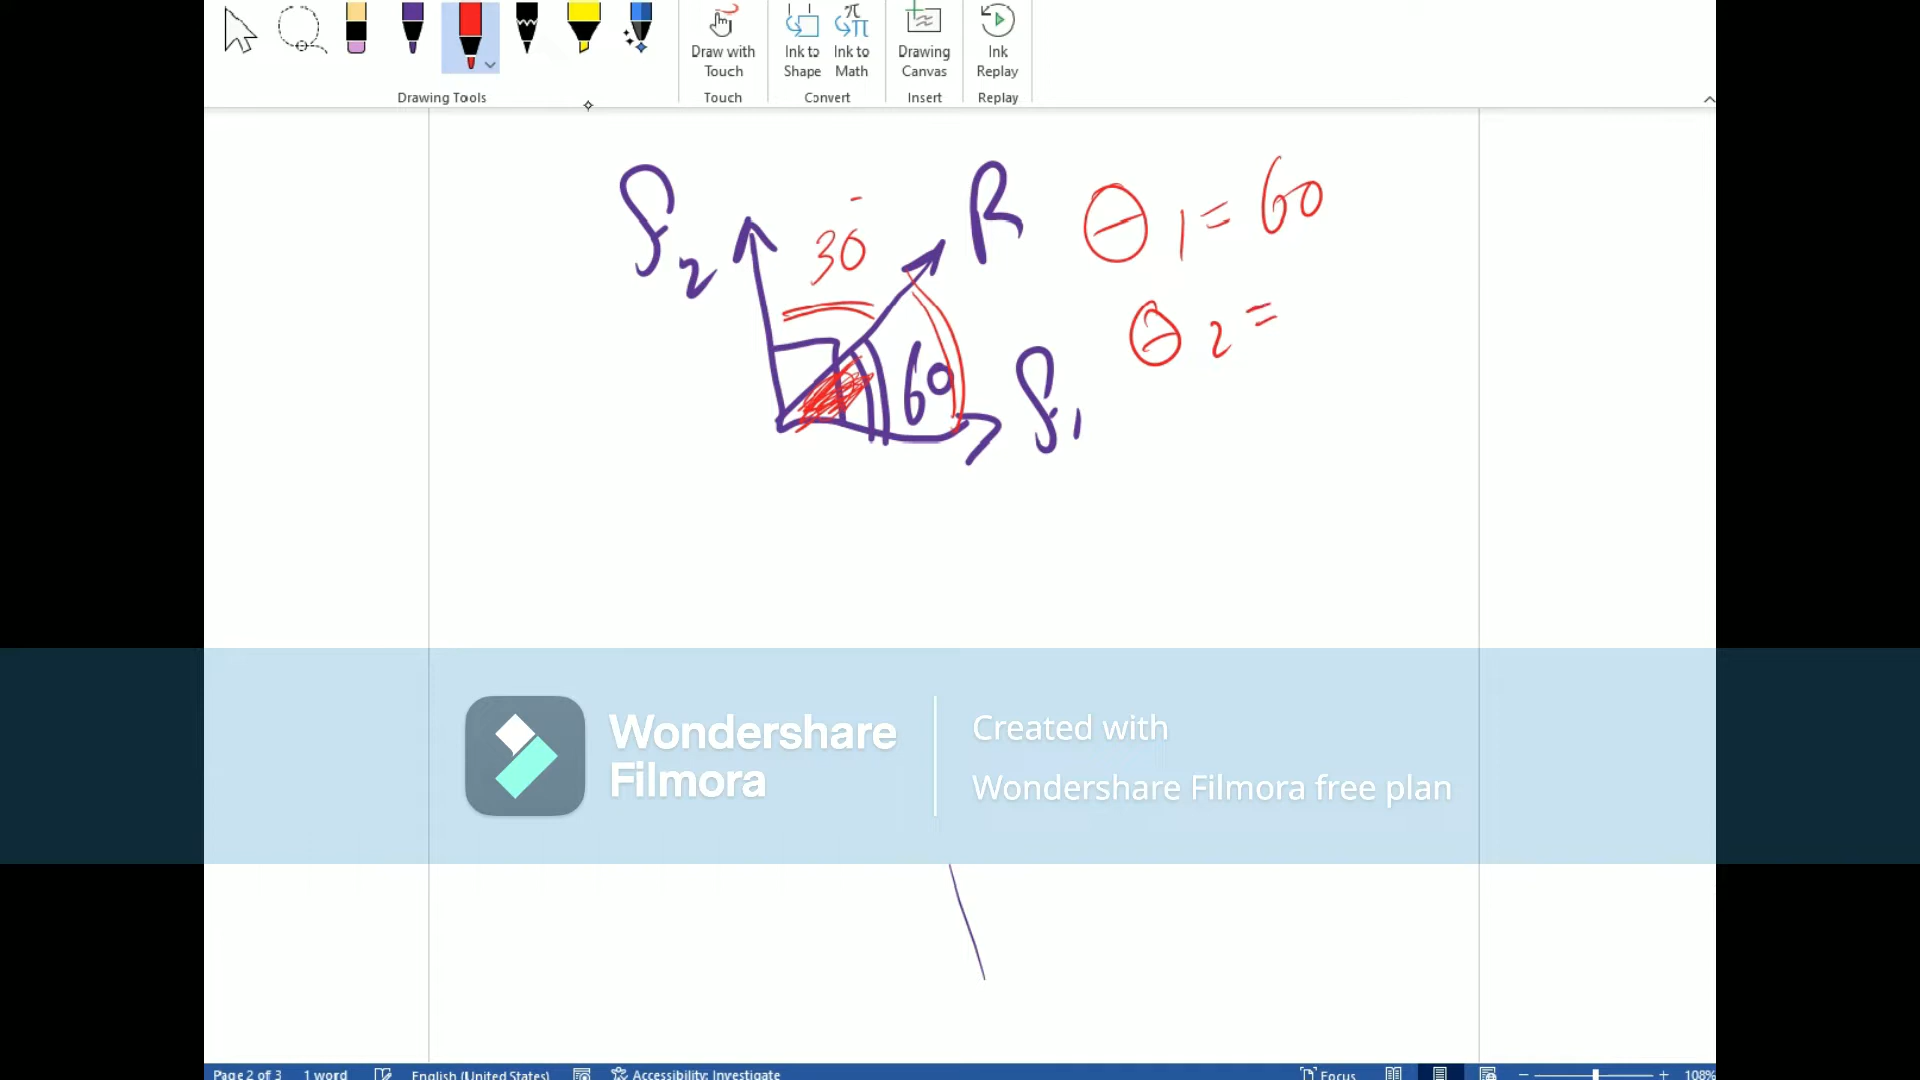 Draw with Touch
Ink to Shape
Ink to Math
Drawing Canvas
Ink Replay
Drawing Tools
Touch
Convert
Insert
Replay
f2
30
R
θ1 = 60
θ2 =
60
f1
Wondershare Filmora
Created with
Wondershare Filmora free plan
Page 2 of 3 1 word English (United States) Accessibility: Investigate Focus 108%